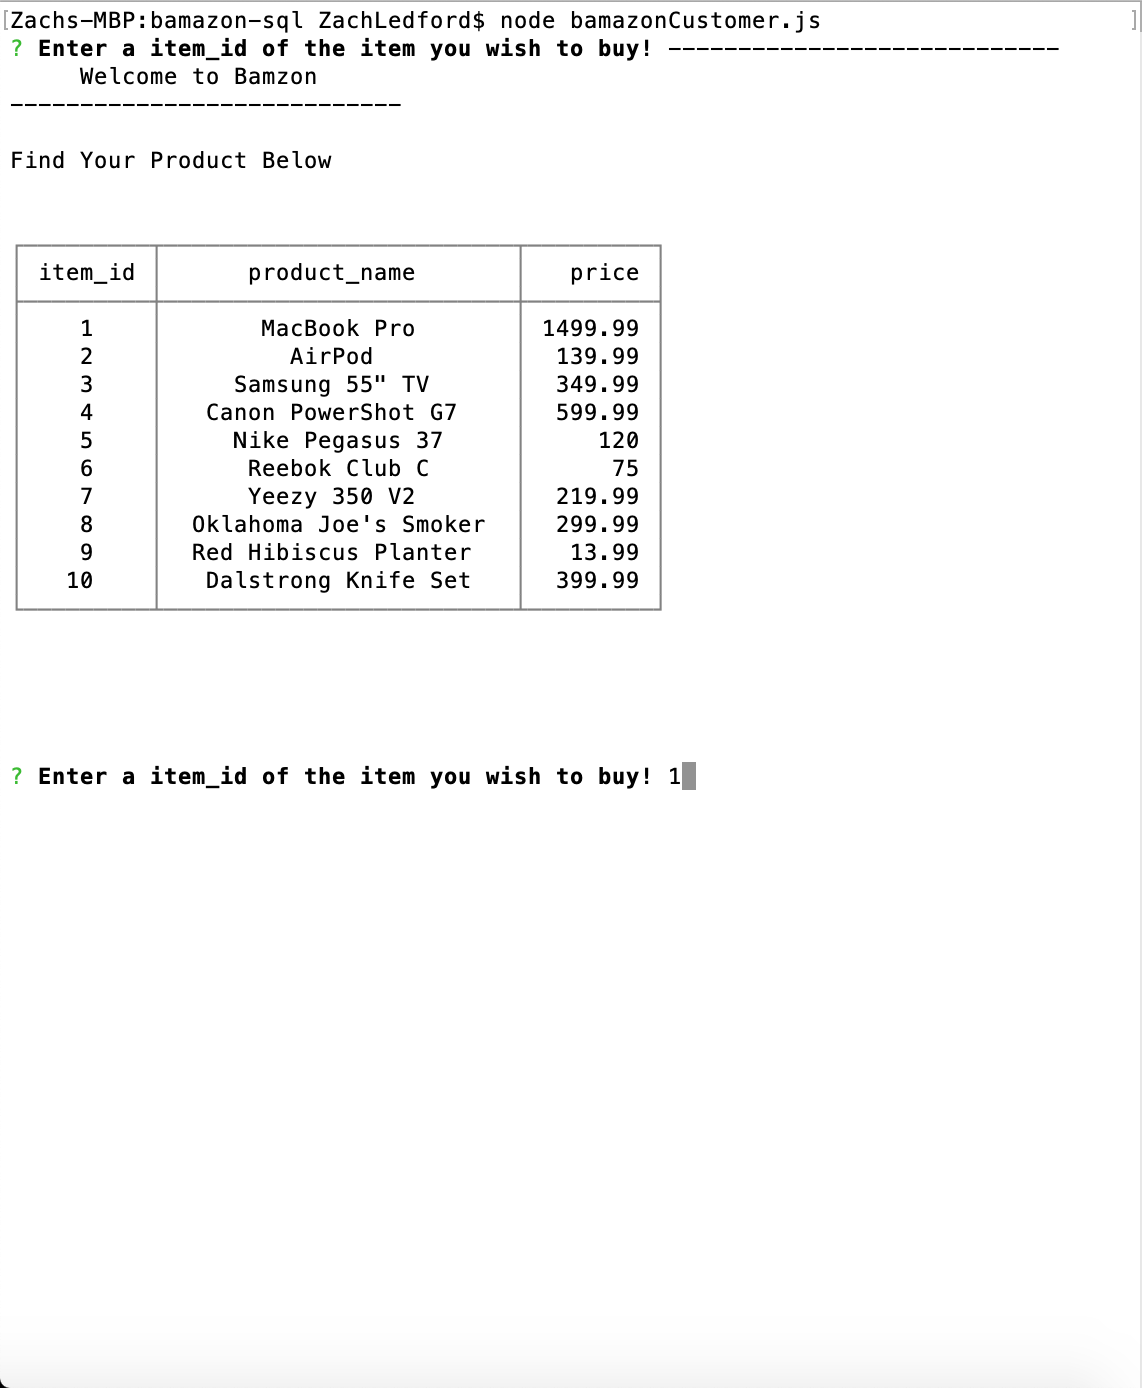 [Zachs-MBP:bamazon-sql ZachLedford$ node bamazonCustomer.js ]
? Enter a item_id of the item you wish to buy! ----------------------------
Welcome to Bamzon
----------------------------
Find Your Product Below
item_id product_name price
1 MacBook Pro 1499.99
2 AirPod 139.99
3 Samsung 55" TV 349.99
4 Canon PowerShot G7 599.99
5 Nike Pegasus 37 120
6 Reebok Club C 75
7 Yeezy 350 V2 219.99
8 Oklahoma Joe's Smoker 299.99
9 Red Hibiscus Planter 13.99
10 Dalstrong Knife Set 399.99
? Enter a item_id of the item you wish to buy! 1